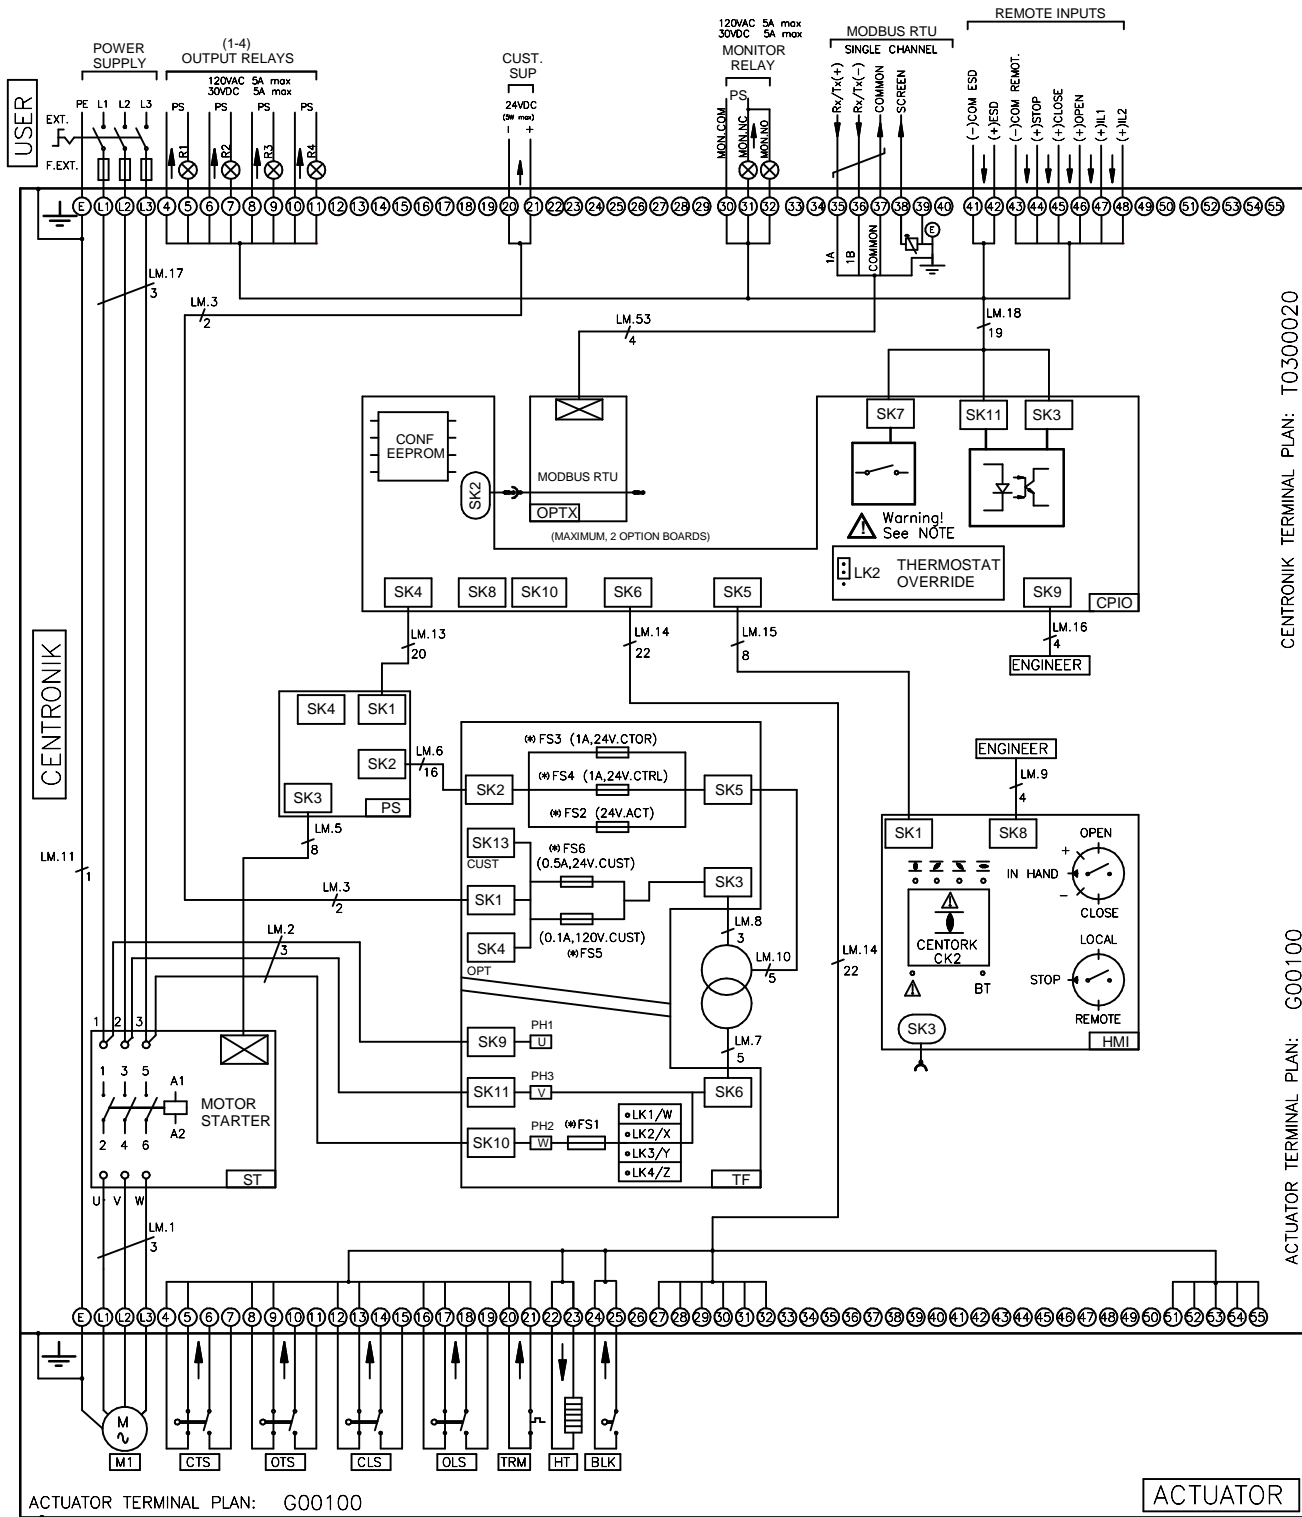 REMOTE INPUTS
120VAC 5A max
30VDC 5A max
MONITOR
RELAY
MODBUS RTU
SINGLE CHANNEL
POWER
SUPPLY
(1-4)
OUTPUT RELAYS
120VAC 5A max
30VDC 5A max
CUST.
SUP
24VDC
(5W max)
- +
USER
PE L1 L2 L3
EXT.
F.EXT.
PS PS PS PS
R1 R2 R3 R4
PS
MON.COM
MON.NC
MON.NO
Rx/Tx(+)
Rx/Tx(-)
COMMON
SCREEN
(-)COM ESD
(+)ESD
(-)COM REMOT.
(+)STOP
(+)CLOSE
(+)OPEN
(+)IL1
(+)IL2
E L1 L2 L3 4 5 6 7 8 9 10 11 12 13 14 15 16 17 18 19 20 21 22 23 24 25 26 27 28 29 30 31 32 33 34 35 36 37 38 39 40 41 42 43 44 45 46 47 48 49 50 51 52 53 54 55
E
1A
1B
COMMON
LM.17
3
LM.3
2
LM.53
4
LM.18
19
CENTRONIK TERMINAL PLAN: T0300020
CONF
EEPROM
SK2
MODBUS RTU
OPTX
(MAXIMUM, 2 OPTION BOARDS)
SK7
SK11
SK3
Warning!
See NOTE
LK2
THERMOSTAT
OVERRIDE
SK4
SK8
SK10
SK6
SK5
SK9
CPIO
LM.13
20
LM.14
22
LM.15
8
LM.16
4
ENGINEER
CENTRONIK
SK4
SK1
SK2
SK3
PS
LM.6
16
LM.5
8
(*) FS3 (1A,24V.CTOR)
(*) FS4 (1A,24V.CTRL)
(*) FS2 (24V.ACT)
SK2
SK5
SK13
CUST
(*) FS6
(0.5A,24V.CUST)
SK1
SK3
SK4
OPT
(0.1A,120V.CUST)
(*) FS5
LM.8
3
LM.10
5
LM.7
5
SK9
PH1
U
SK11
PH3
V
SK6
SK10
PH2
W
(*) FS1
LK1/W
LK2/X
LK3/Y
LK4/Z
TF
LM.11
1
LM.3
2
LM.2
3
LM.14
22
ENGINEER
LM.9
4
SK1
SK8
OPEN
+
IN HAND
-
CLOSE
CENTORK
CK2
BT
LOCAL
STOP
REMOTE
SK3
HMI
ACTUATOR TERMINAL PLAN: G00100
1 2 3
1 3 5
A1
A2
2 4 6
MOTOR
STARTER
ST
U V W
LM.1
3
E L1 L2 L3 4 5 6 7 8 9 10 11 12 13 14 15 16 17 18 19 20 21 22 23 24 25 26 27 28 29 30 31 32 33 34 35 36 37 38 39 40 41 42 43 44 45 46 47 48 49 50 51 52 53 54 55
M
M1
CTS
OTS
CLS
OLS
TRM
HT
BLK
ACTUATOR TERMINAL PLAN: G00100
ACTUATOR